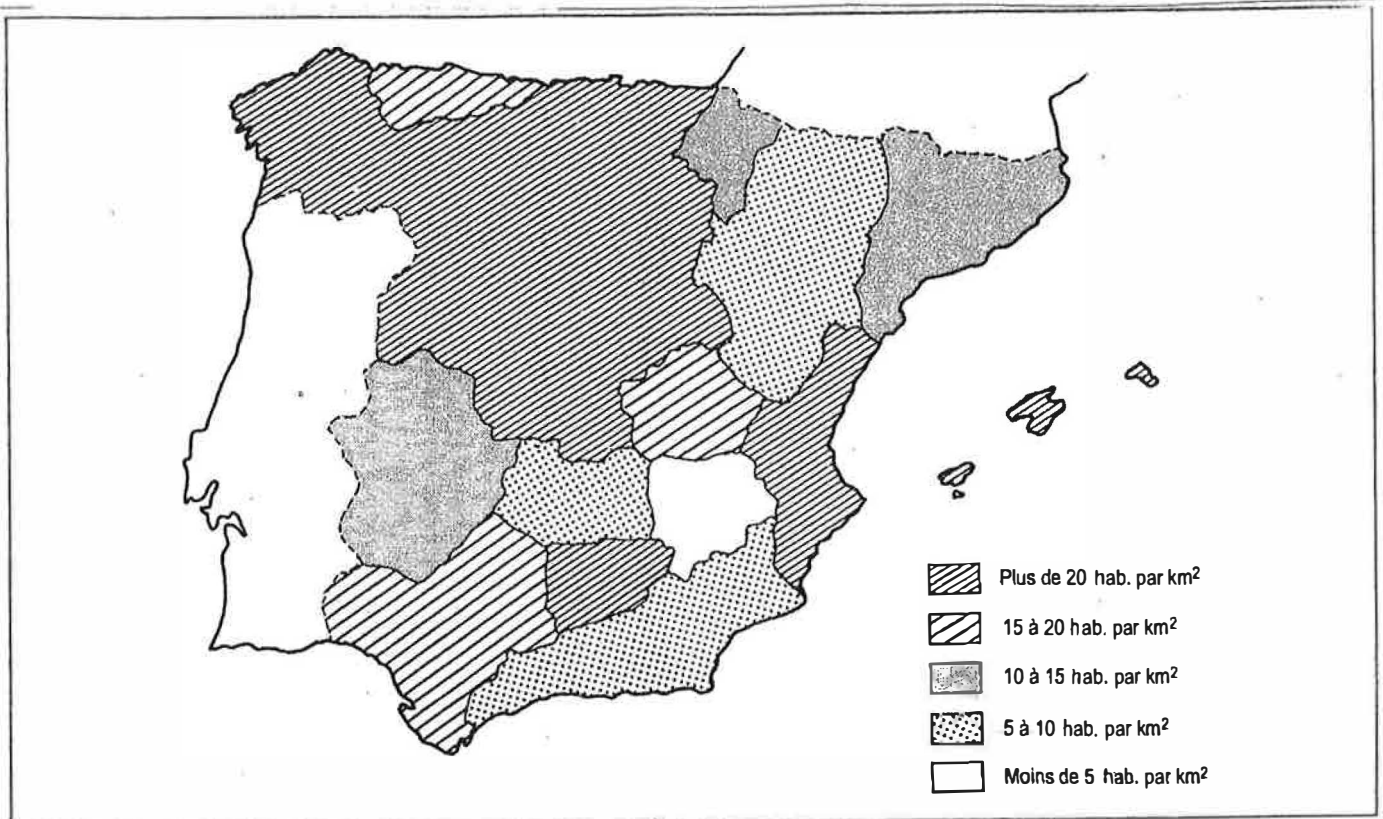 Plus de 20 hab. par km²
15 à 20 hab. par km²
10 à 15 hab. par km²
5 à 10 hab. par km²
Moins de 5 hab. par km²